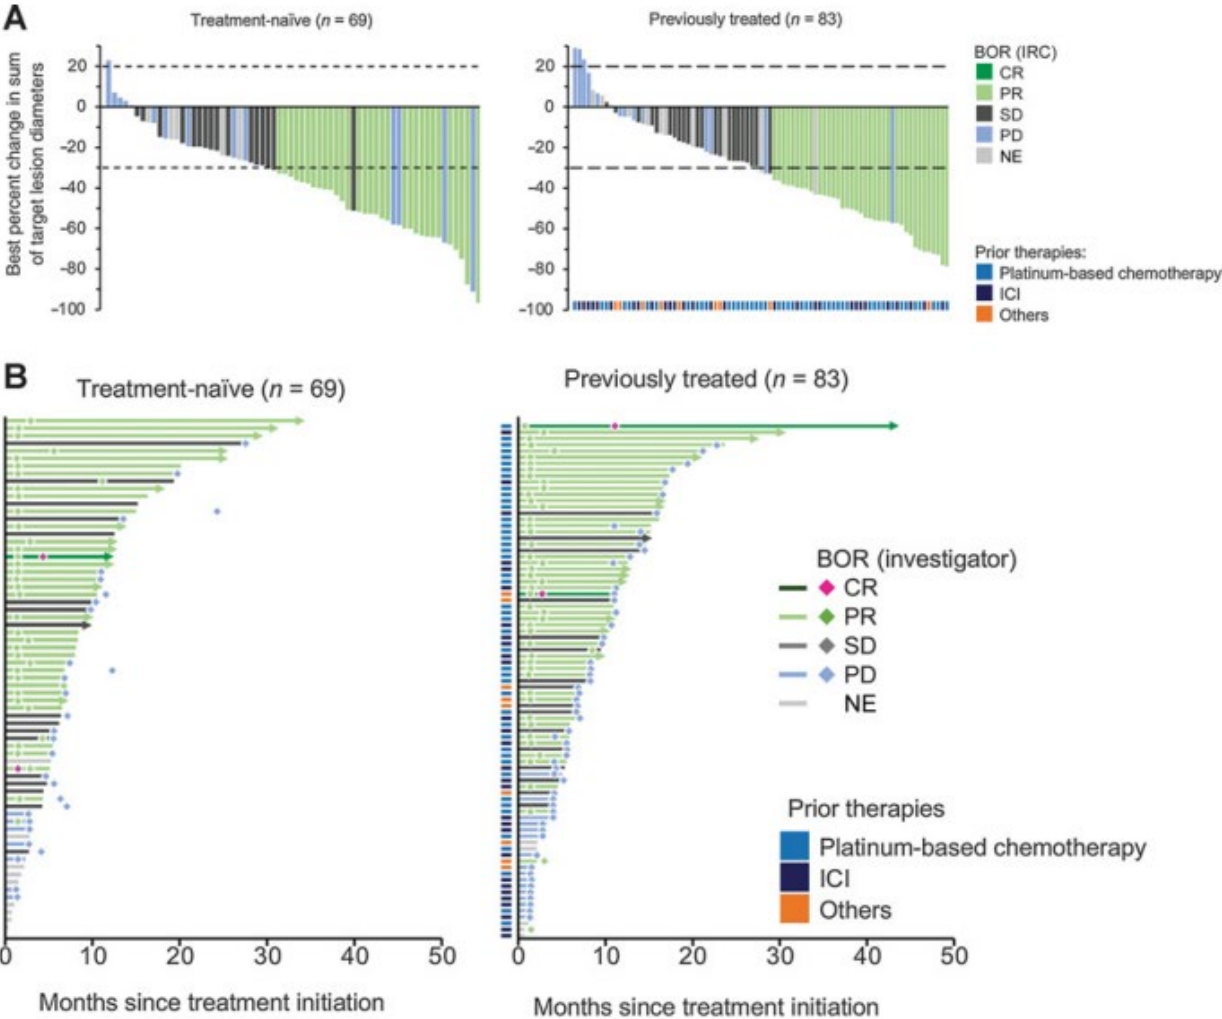 A
Treatment-naïve (n = 69)
Previously treated (n = 83)
Best percent change in sum
of target lesion diameters
20
0
−20
−40
−60
−80
−100
20
0
−20
−40
−60
−80
−100
BOR (IRC)
CR
PR
SD
PD
NE
Prior therapies:
Platinum-based chemotherapy
ICI
Others
B
Treatment-naïve (n = 69)
Previously treated (n = 83)
BOR (investigator)
CR
PR
SD
PD
NE
Prior therapies
Platinum-based chemotherapy
ICI
Others
0 10 20 30 40 50
0 10 20 30 40 50
Months since treatment initiation
Months since treatment initiation